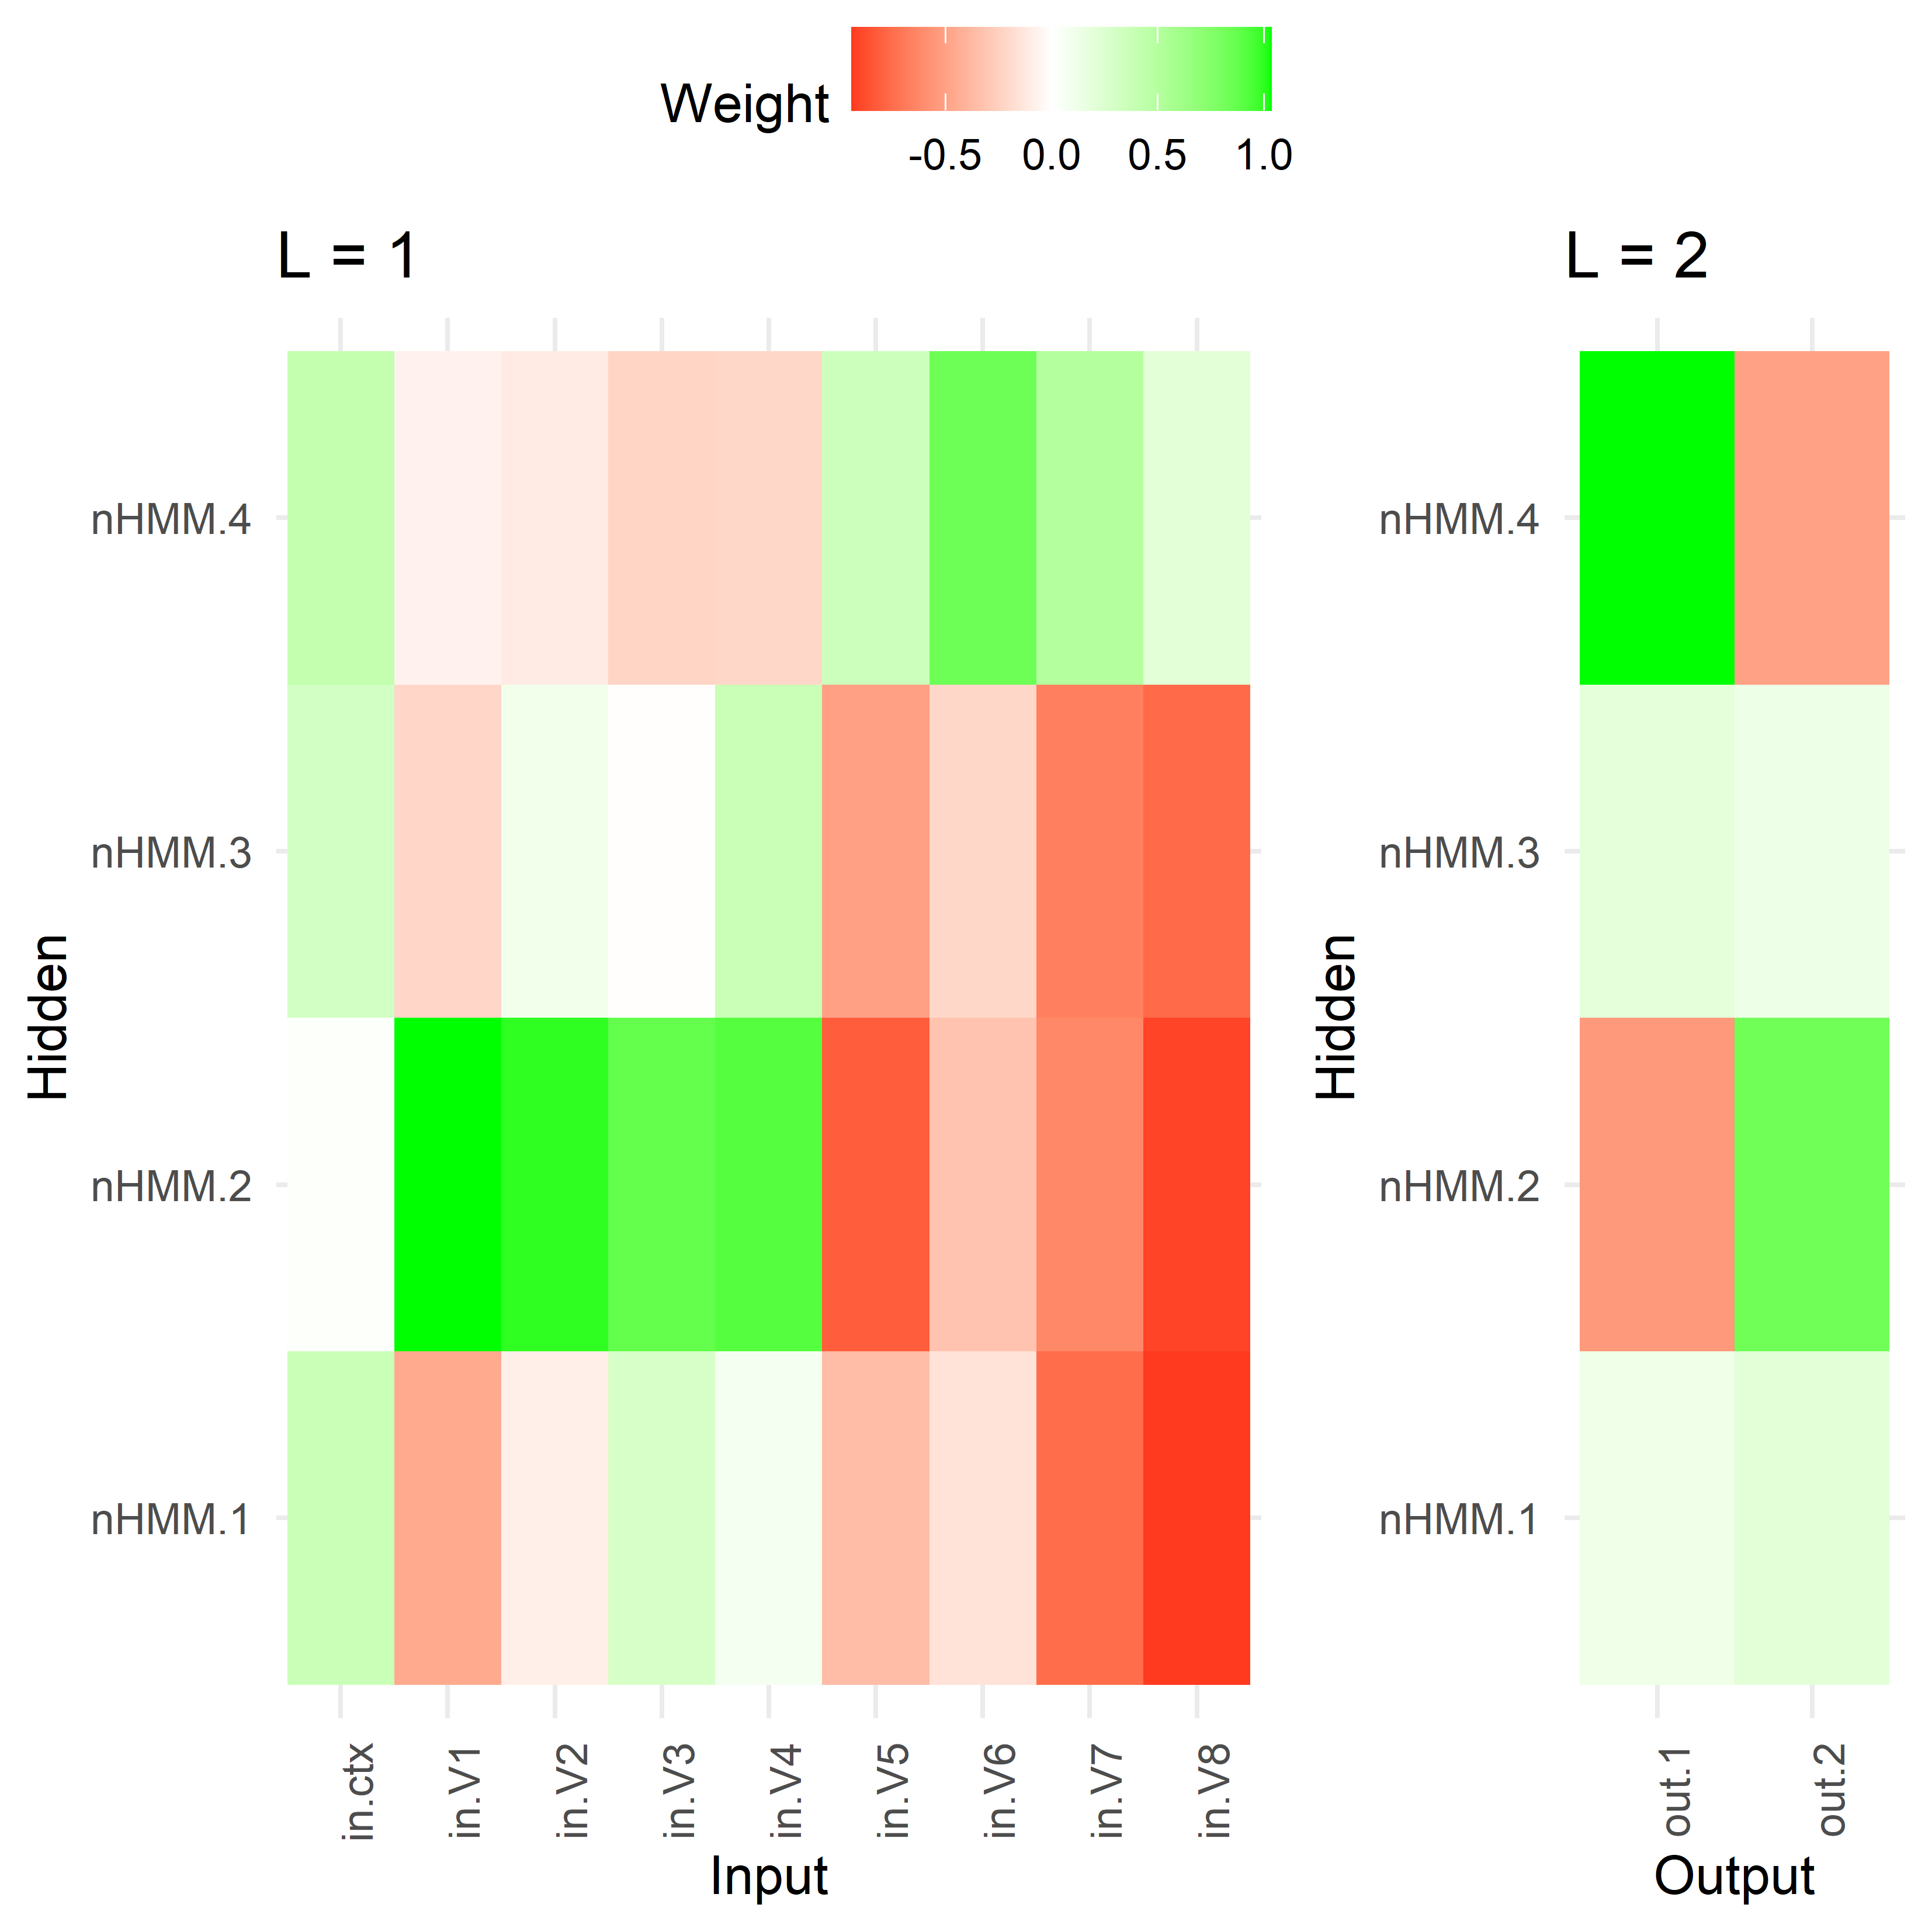 Weight
-0.5 0.0 0.5 1.0
L = 1
nHMM.4
nHMM.3
nHMM.2
nHMM.1
Hidden
in.ctx
in.V1
in.V2
in.V3
in.V4
in.V5
in.V6
in.V7
in.V8
Input
L = 2
nHMM.4
nHMM.3
nHMM.2
nHMM.1
Hidden
out.1
out.2
Output